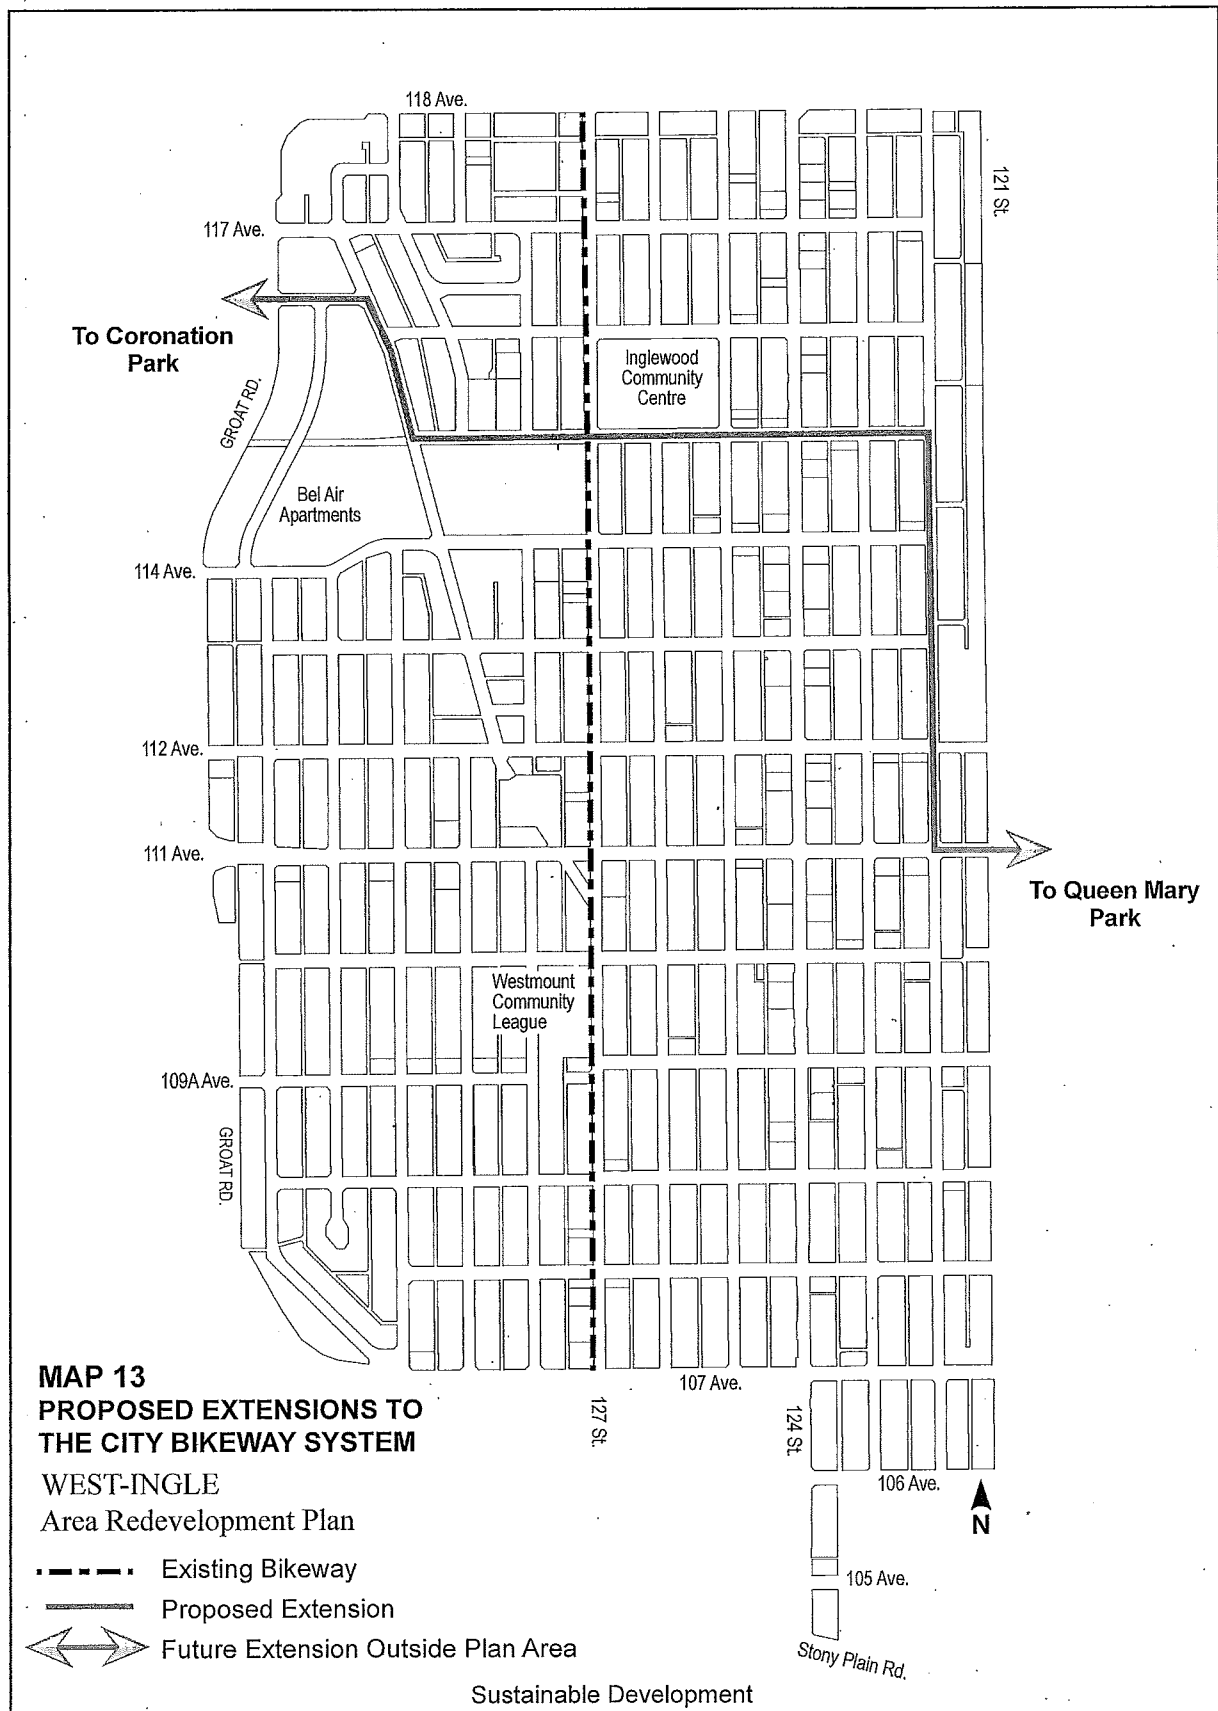 118 Ave.
121 St.
117 Ave.
To Coronation
Park
Inglewood
Community
Centre
GROAT RD.
Bel Air
Apartments
114 Ave.
112 Ave.
111 Ave.
To Queen Mary
Park
Westmount
Community
League
109A Ave.
GROAT RD.
MAP 13
PROPOSED EXTENSIONS TO
THE CITY BIKEWAY SYSTEM
WEST-INGLE
Area Redevelopment Plan
107 Ave.
127 St.
124 St.
106 Ave.
N
Existing Bikeway
105 Ave.
Proposed Extension
Future Extension Outside Plan Area
Stony Plain Rd.
Sustainable Development